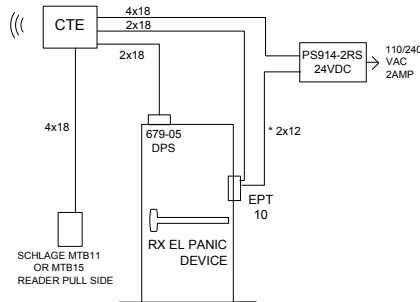 4x18
CTE
2x18
2x18
PS914-2RS
24VDC
110/240
VAC
2AMP
4x18
679-05
DPS
* 2x12
EPT
10
RX EL PANIC
DEVICE
SCHLAGE MTB11
OR MTB15
READER PULL SIDE